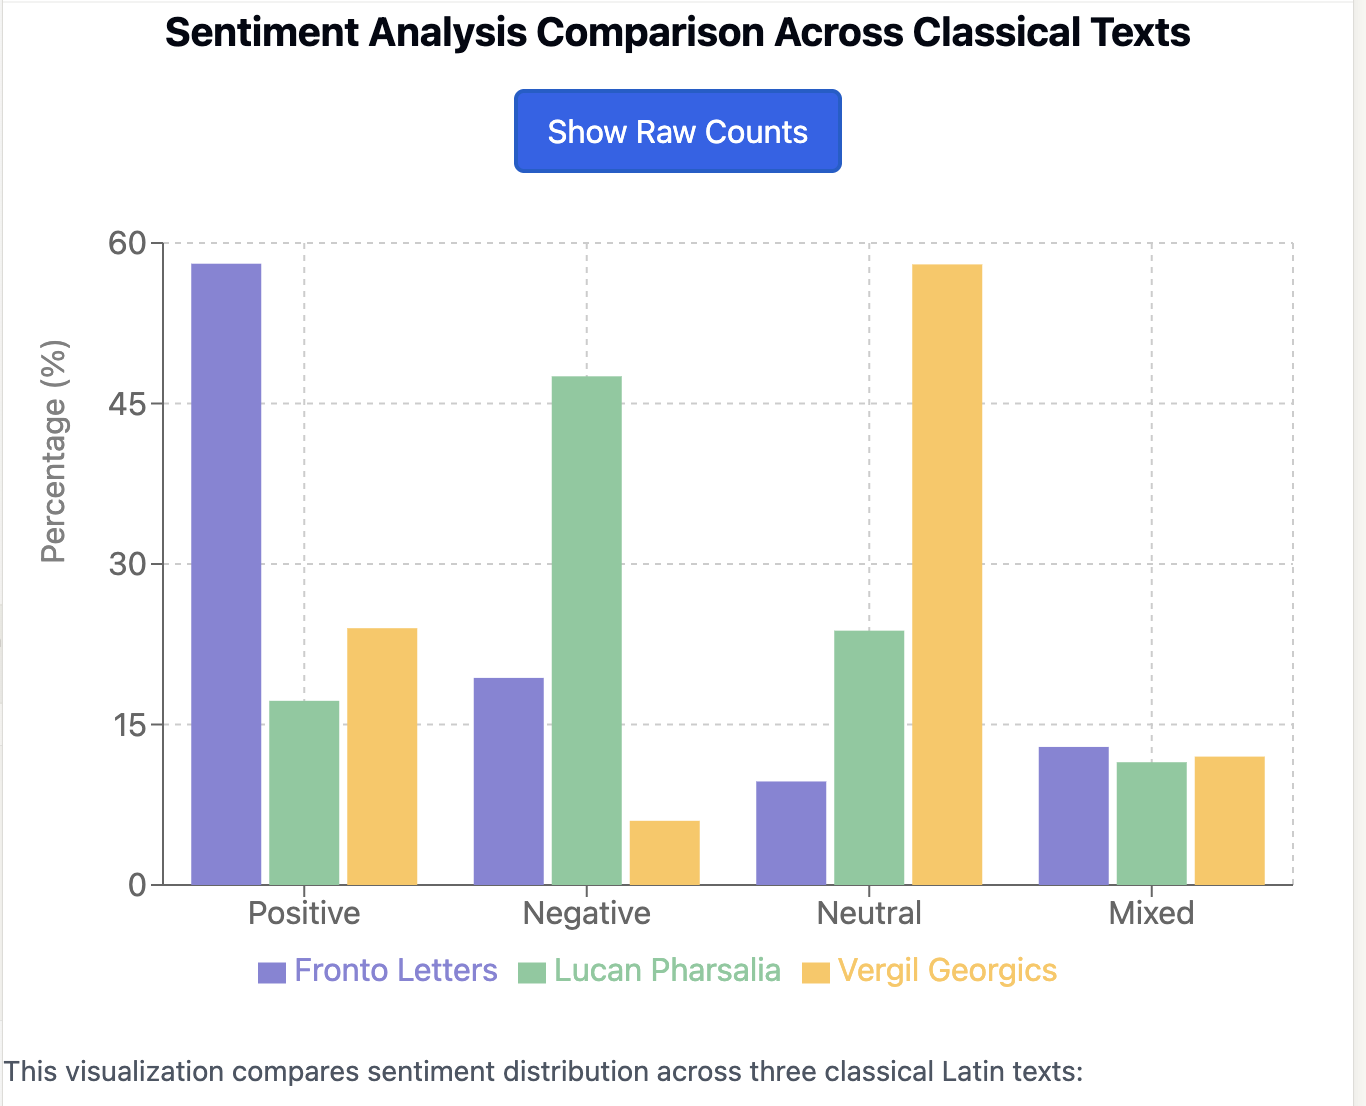 Sentiment Analysis Comparison Across Classical Texts
Show Raw Counts
60
45
30
15
0
Percentage (%)
Positive Negative Neutral Mixed
Fronto Letters Lucan Pharsalia Vergil Georgics
This visualization compares sentiment distribution across three classical Latin texts: